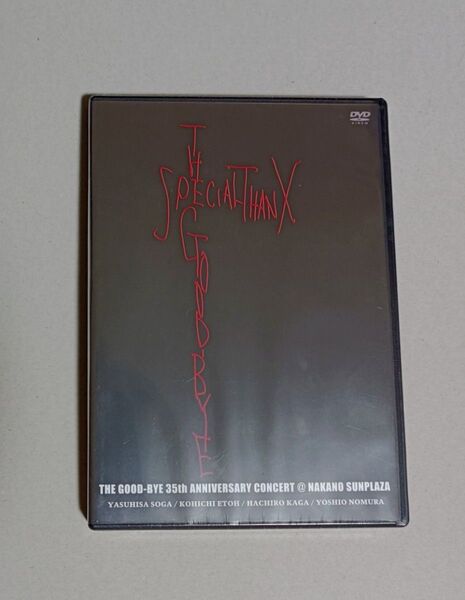 DVD
VIDEO
THE GOOD-BYE
SPECIAL THANX
THE GOOD-BYE 35th ANNIVERSARY CONCERT @ NAKANO SUNPLAZA
YASUHISA SOGA / KOHICHI ETOH / HACHIRO KAGA / YOSHIO NOMURA